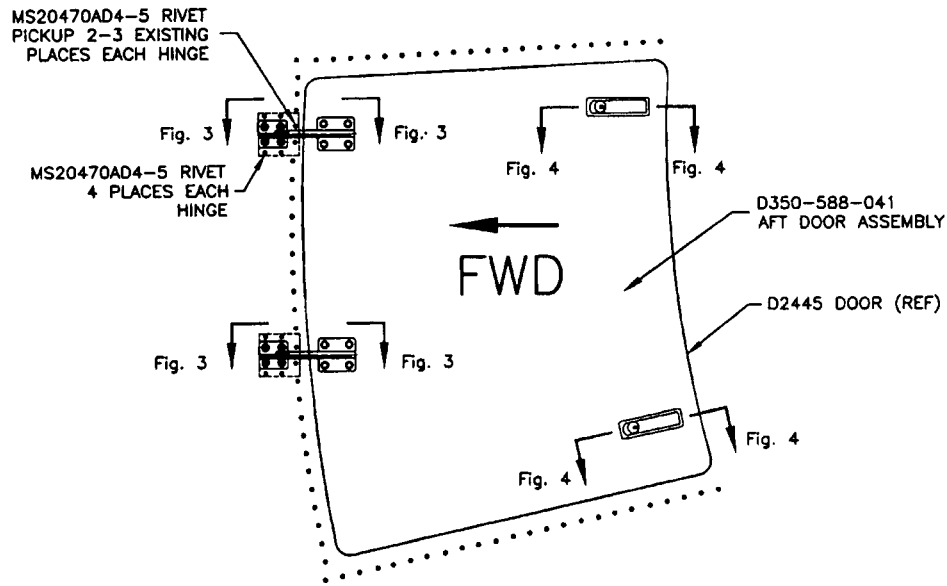 MS20470AD4-5 RIVET
PICKUP 2-3 EXISTING
PLACES EACH HINGE
Fig. 3
Fig. 3
MS20470AD4-5 RIVET
4 PLACES EACH
HINGE
Fig. 4
Fig. 4
D350-588-041
AFT DOOR ASSEMBLY
FWD
D2445 DOOR (REF)
Fig. 3
Fig. 3
Fig. 4
Fig. 4